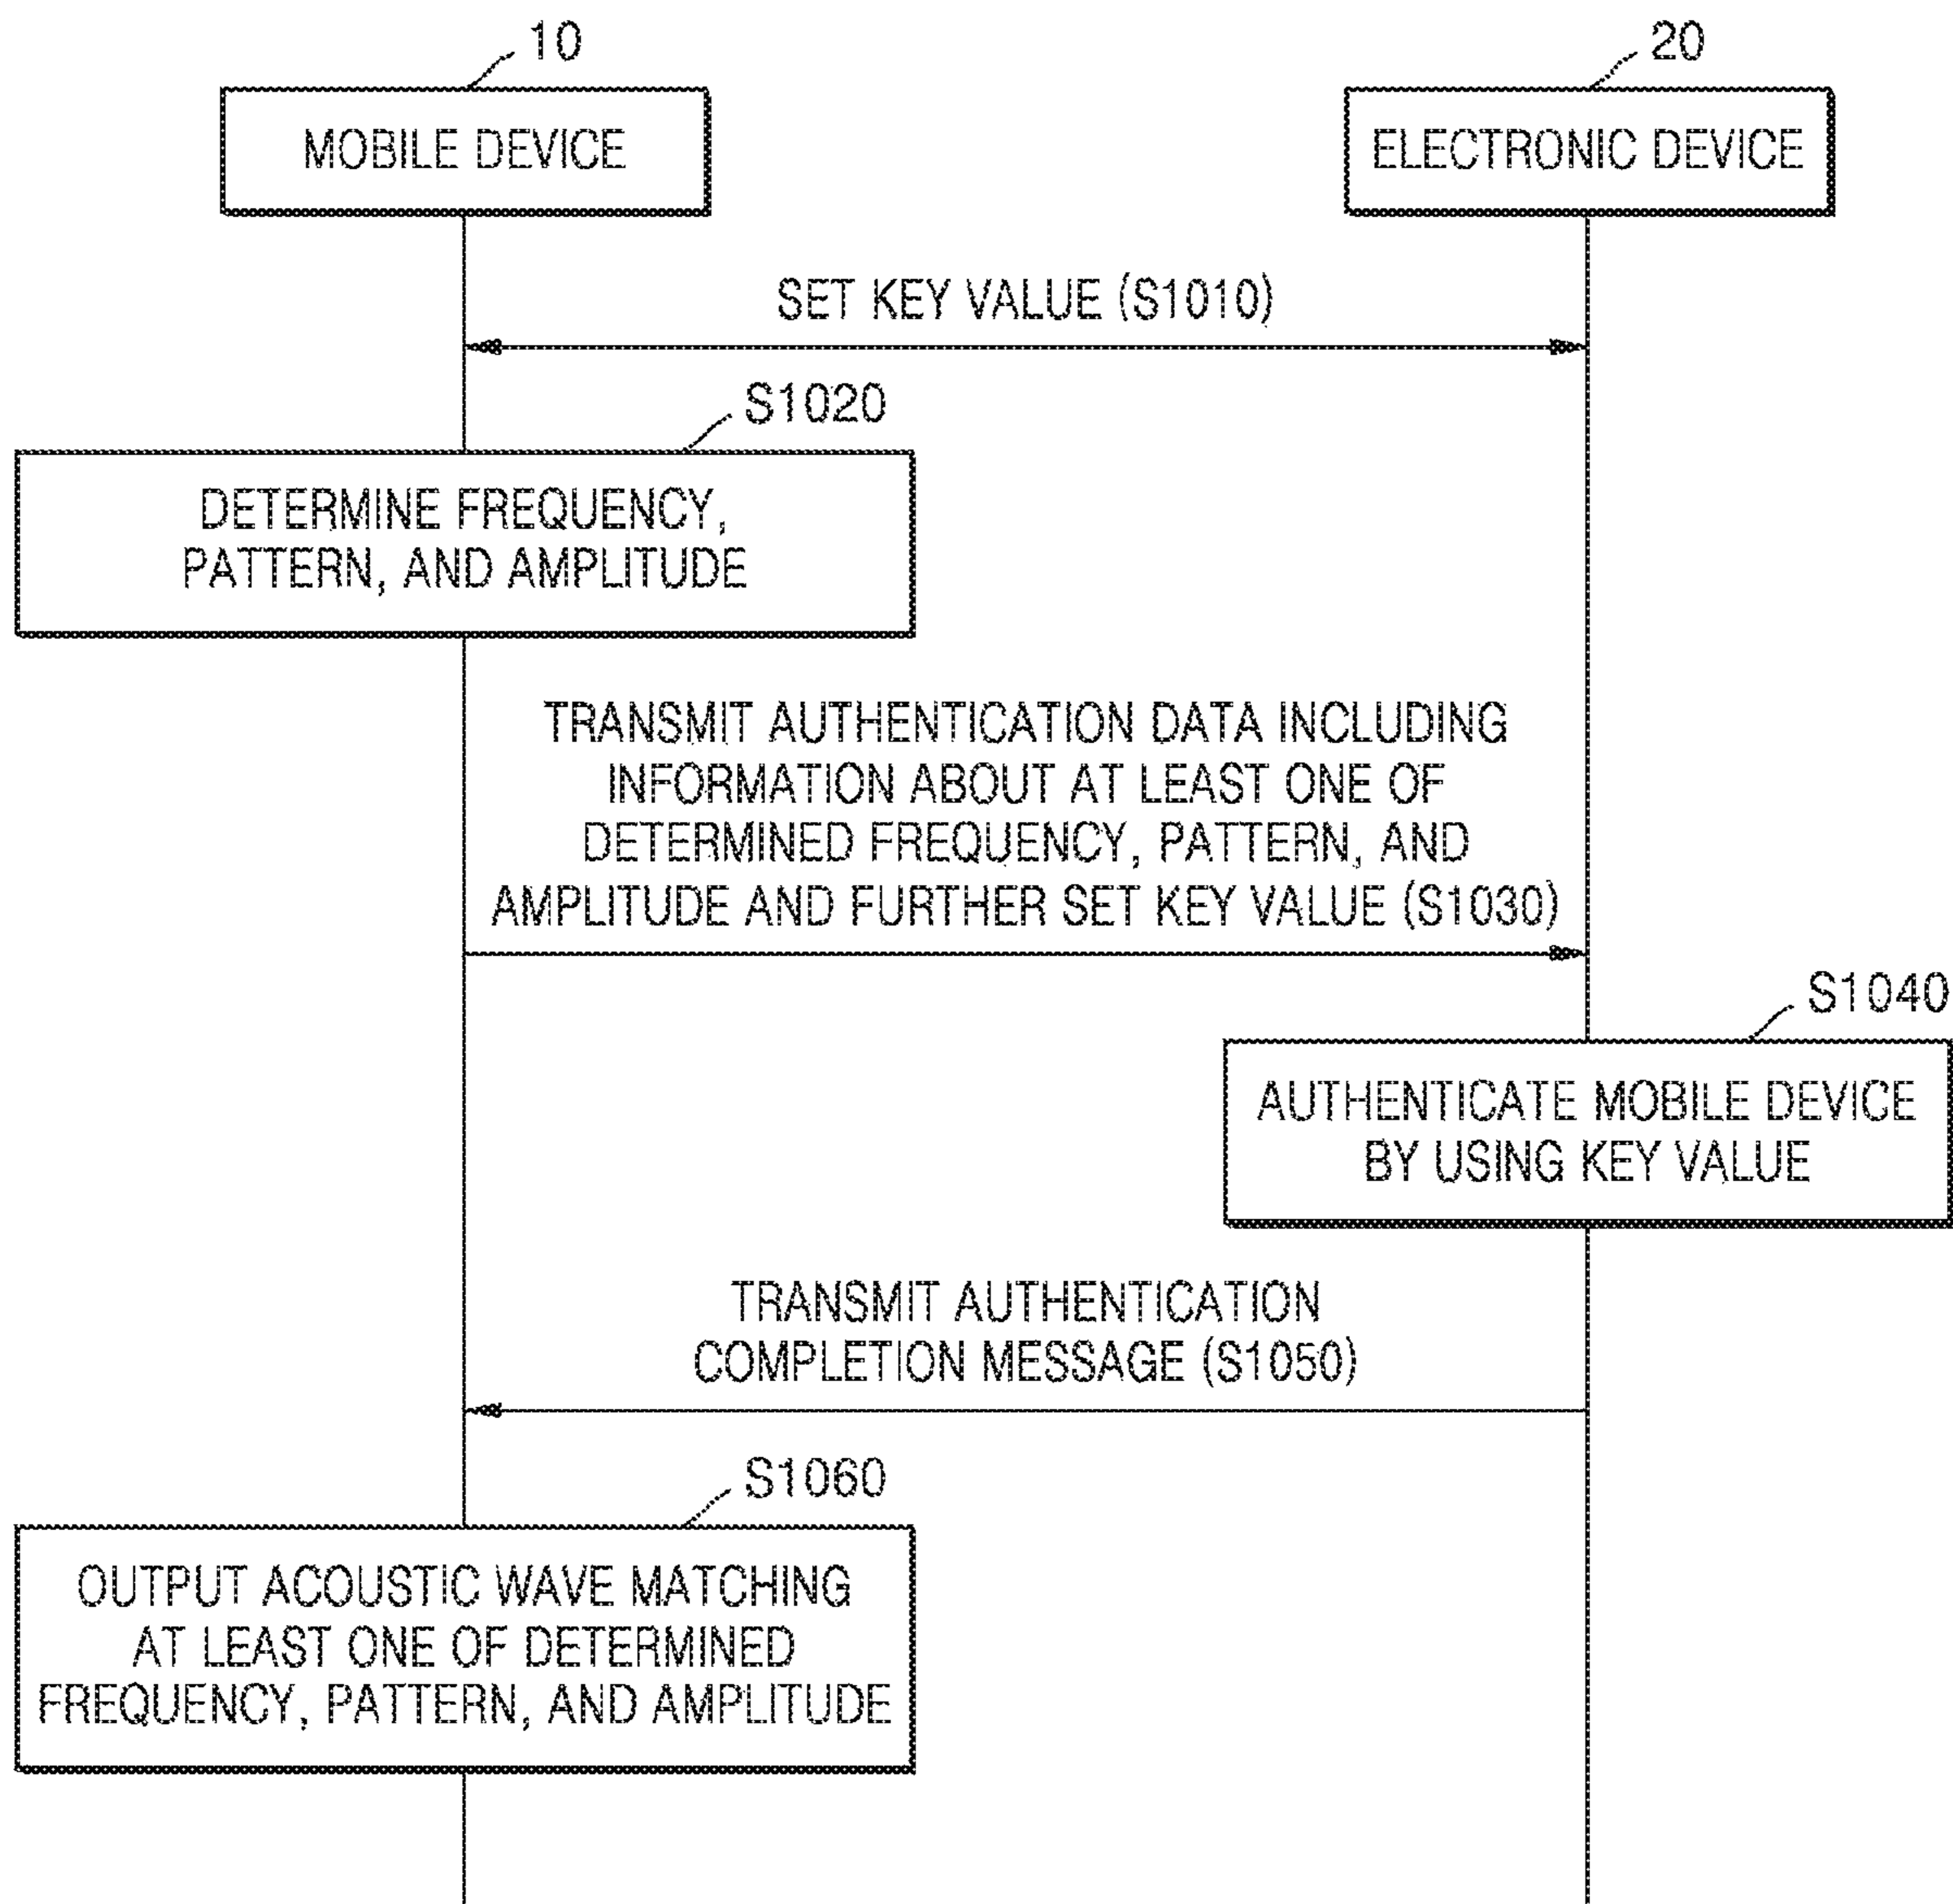 10
20
MOBILE DEVICE
ELECTRONIC DEVICE
SET KEY VALUE (S1010)
S1020
DETERMINE FREQUENCY,
PATTERN, AND AMPLITUDE
TRANSMIT AUTHENTICATION DATA INCLUDING
INFORMATION ABOUT AT LEAST ONE OF
DETERMINED FREQUENCY, PATTERN, AND
AMPLITUDE AND FURTHER SET KEY VALUE (S1030)
S1040
AUTHENTICATE MOBILE DEVICE
BY USING KEY VALUE
TRANSMIT AUTHENTICATION
COMPLETION MESSAGE (S1050)
S1060
OUTPUT ACOUSTIC WAVE MATCHING
AT LEAST ONE OF DETERMINED
FREQUENCY, PATTERN, AND AMPLITUDE